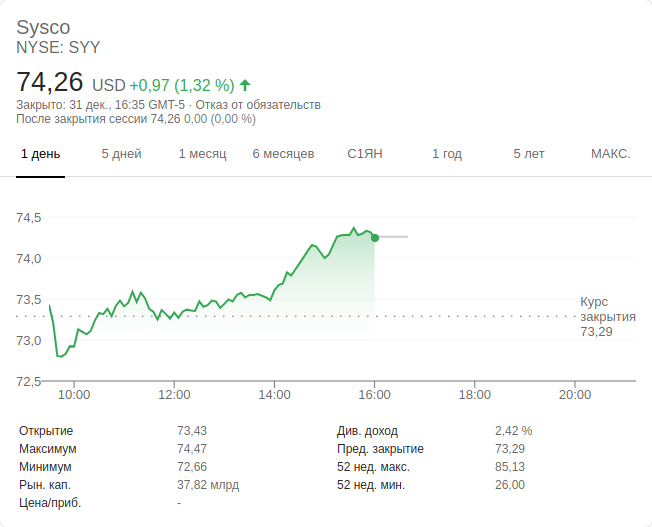 Sysco
NYSE: SYY
74,26 USD +0,97 (1,32 %)
Закрыто: 31 дек., 16:35 GMT-5 · Отказ от обязательств
После закрытия сессии 74,26 0,00 (0,00 %)
1 день 5 дней 1 месяц 6 месяцев С1ЯН 1 год 5 лет МАКС.
74,5
74,0
73,5
Курс
закрытия
73,29
73,0
72,5
10:00 12:00 14:00 16:00 18:00 20:00
Открытие 73,43 Див. доход 2,42 %
Максимум 74,47 Пред. закрытие 73,29
Минимум 72,66 52 нед. макс. 85,13
Рын. кап. 37,82 млрд 52 нед. мин. 26,00
Цена/приб. -